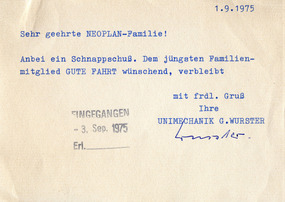 1.9.1975
Sehr geehrte NEOPLAN-Familie!
Anbei ein Schnappschuß. Dem jüngsten Familien-
mitglied GUTE FAHRT wünschend, verbleibt
mit frdl. Gruß
Ihre
UNIMECHANIK G.WURSTER
EINGEGANGEN
- 3. Sep. 1975
Erl.